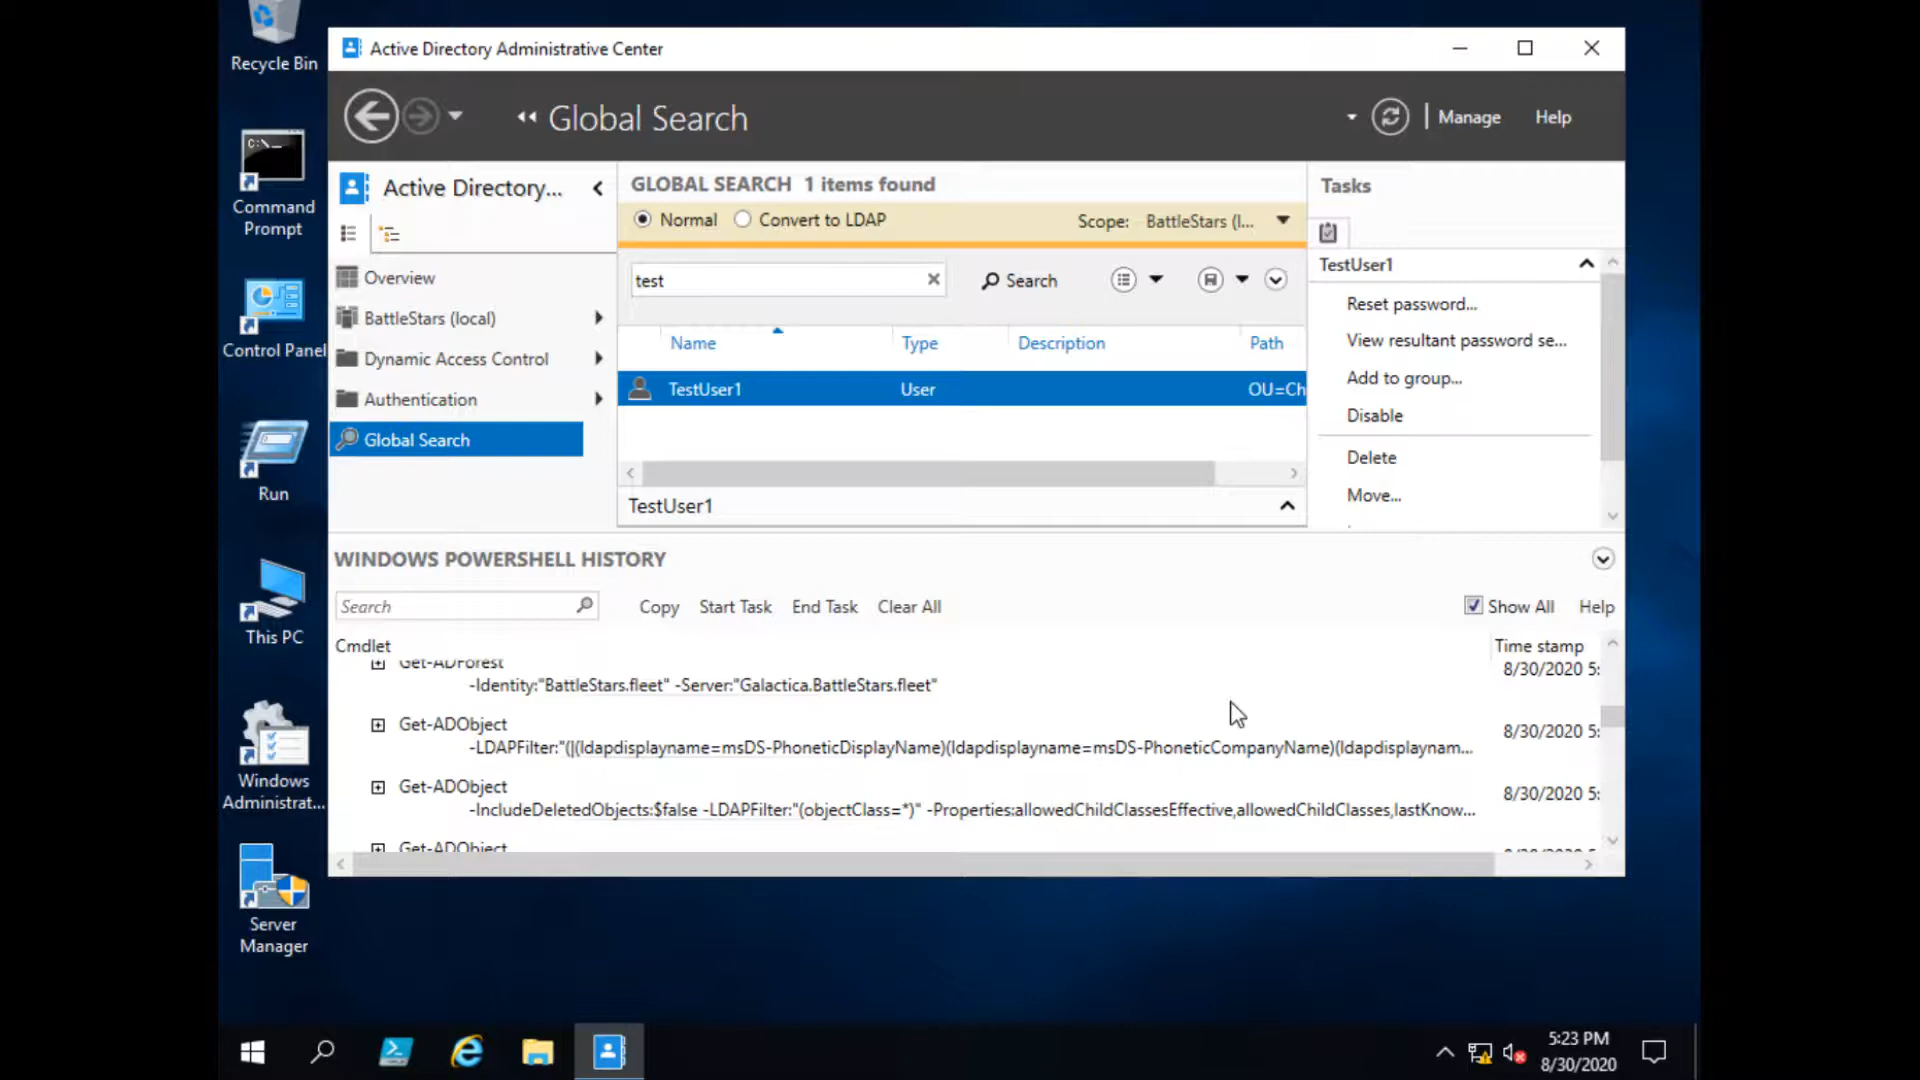 Recycle Bin
Command
Prompt
Control Panel
Run
This PC
Windows
Administrat...
Server
Manager
Active Directory Administrative Center
Global Search
Manage
Help
Active Directory...
Overview
BattleStars (local)
Dynamic Access Control
Authentication
Global Search
GLOBAL SEARCH 1 items found
Normal
Convert to LDAP
Scope: BattleStars (l...
test
Search
Name
Type
Description
Path
TestUser1
User
OU=Ch
TestUser1
Tasks
TestUser1
Reset password...
View resultant password se...
Add to group...
Disable
Delete
Move...
WINDOWS POWERSHELL HISTORY
Search
Copy
Start Task
End Task
Clear All
Show All
Help
Cmdlet
Time stamp
Get-ADForest
-Identity:"BattleStars.fleet" -Server:"Galactica.BattleStars.fleet"
8/30/2020 5:
Get-ADObject
-LDAPFilter:"(|(ldapdisplayname=msDS-PhoneticDisplayName)(ldapdisplayname=msDS-PhoneticCompanyName)(ldapdisplaynam...
8/30/2020 5:
Get-ADObject
-IncludeDeletedObjects:$false -LDAPFilter:"(objectClass=*)" -Properties:allowedChildClassesEffective,allowedChildClasses,lastKnow...
8/30/2020 5:
Get-ADObject
5:23 PM
8/30/2020